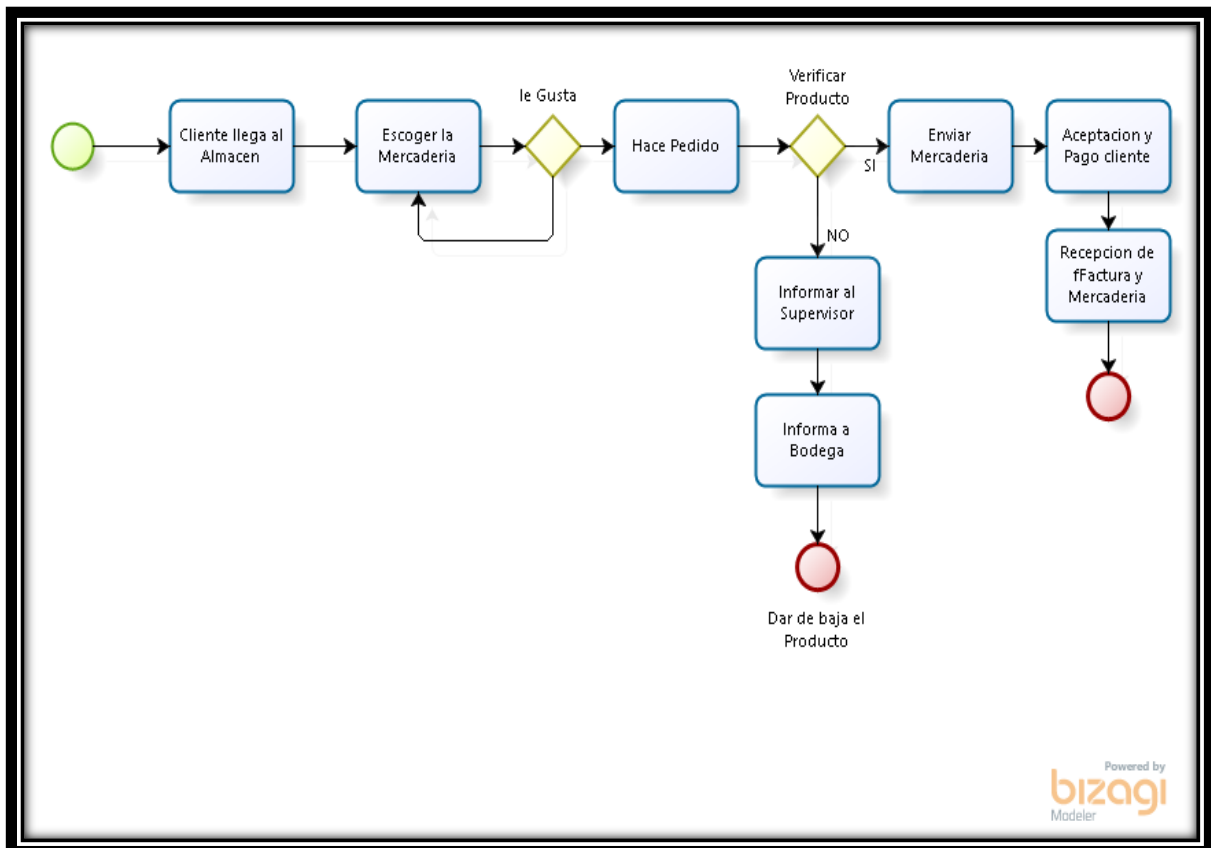 Cliente llega al
Almacen
Escoger la
Mercaderia
le Gusta
Hace Pedido
Verificar
Producto
SI
Enviar
Mercaderia
Aceptacion y
Pago cliente
NO
Recepcion de
fFactura y
Mercaderia
Informar al
Supervisor
Informa a
Bodega
Dar de baja el
Producto
Powered by
bizagi
Modeler